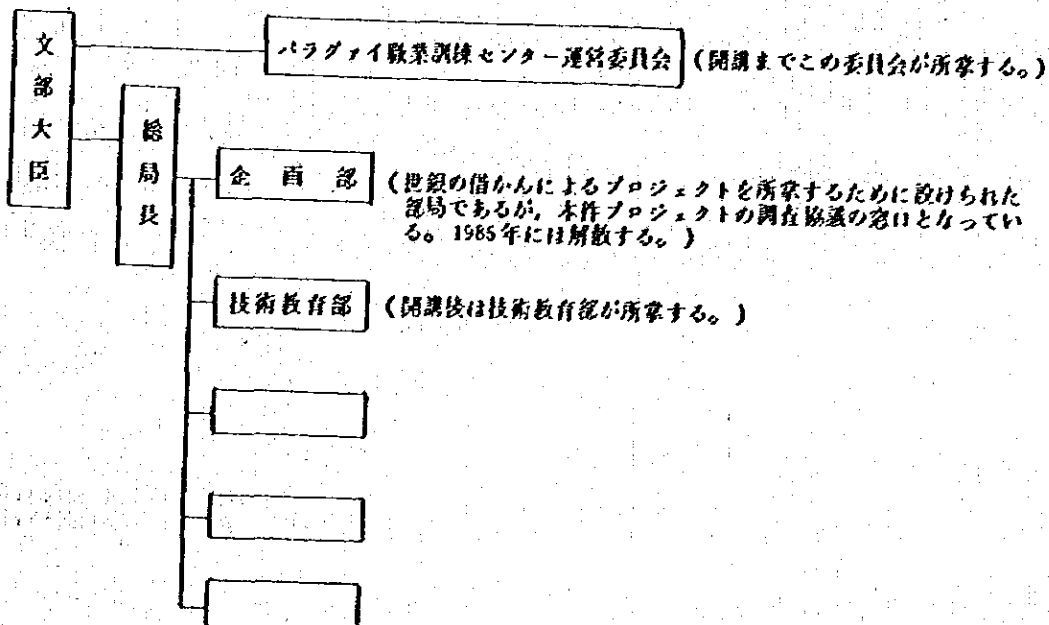 文部大臣
パラグァイ職業訓練センター運営委員会 (開講までこの委員会が所掌する。)
総局長
企画部 (世銀の借かんによるプロジェクトを所掌するために設けられた
部局であるが，本件プロジェクトの調査協議の窓口となってい
る。1985年には解散する。)
技術教育部 (開講後は技術教育部が所掌する。)